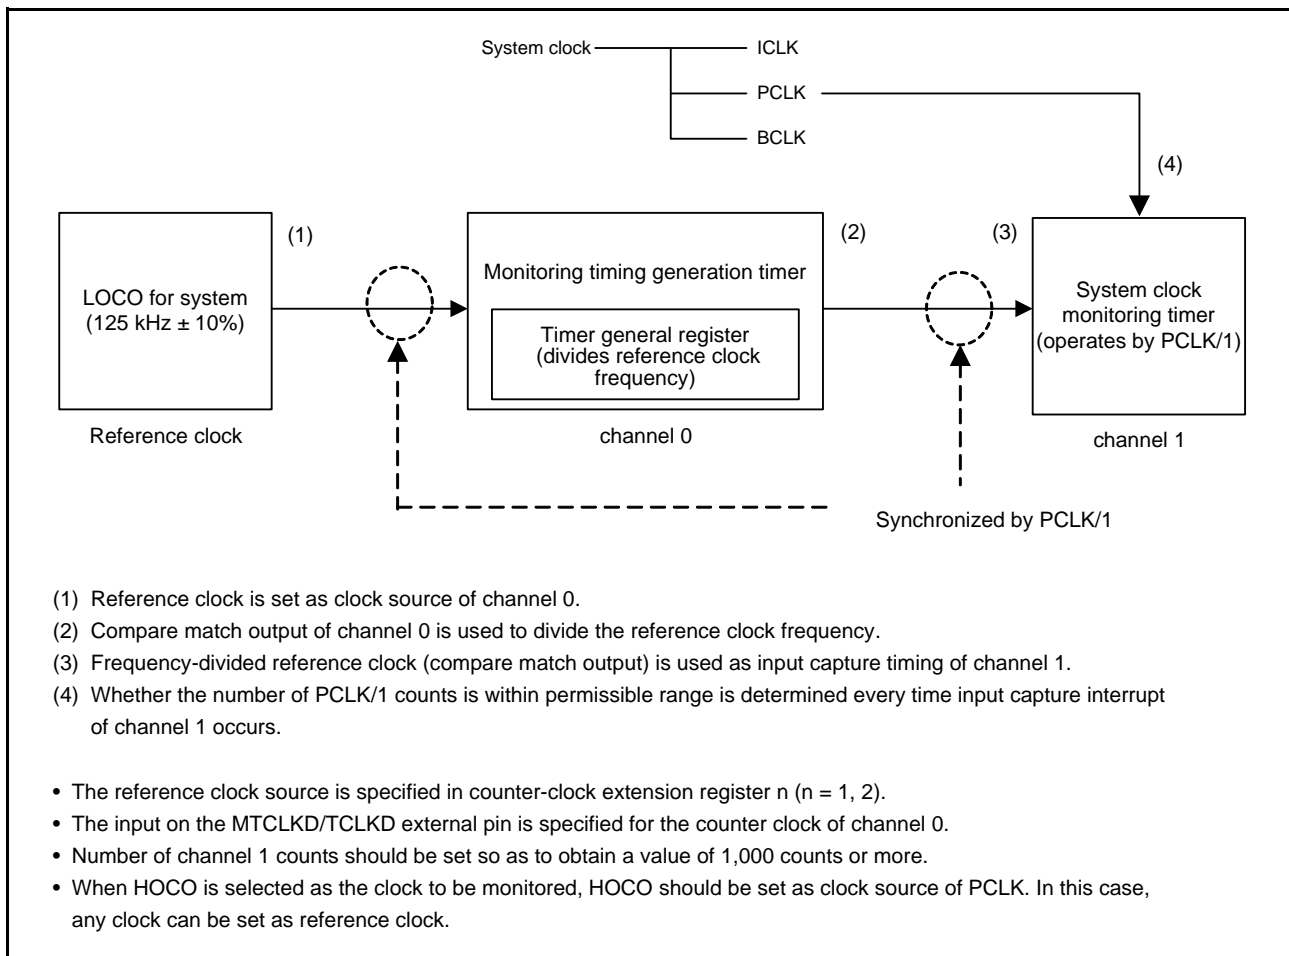 System clock
ICLK
PCLK
BCLK
(4)
(1)
(2)
(3)
LOCO for system
(125 kHz ± 10%)
Monitoring timing generation timer
Timer general register
(divides reference clock
frequency)
System clock
monitoring timer
(operates by PCLK/1)
Reference clock
channel 0
channel 1
Synchronized by PCLK/1
(1) Reference clock is set as clock source of channel 0.
(2) Compare match output of channel 0 is used to divide the reference clock frequency.
(3) Frequency-divided reference clock (compare match output) is used as input capture timing of channel 1.
(4) Whether the number of PCLK/1 counts is within permissible range is determined every time input capture interrupt
of channel 1 occurs.
• The reference clock source is specified in counter-clock extension register n (n = 1, 2).
• The input on the MTCLKD/TCLKD external pin is specified for the counter clock of channel 0.
• Number of channel 1 counts should be set so as to obtain a value of 1,000 counts or more.
• When HOCO is selected as the clock to be monitored, HOCO should be set as clock source of PCLK. In this case,
any clock can be set as reference clock.